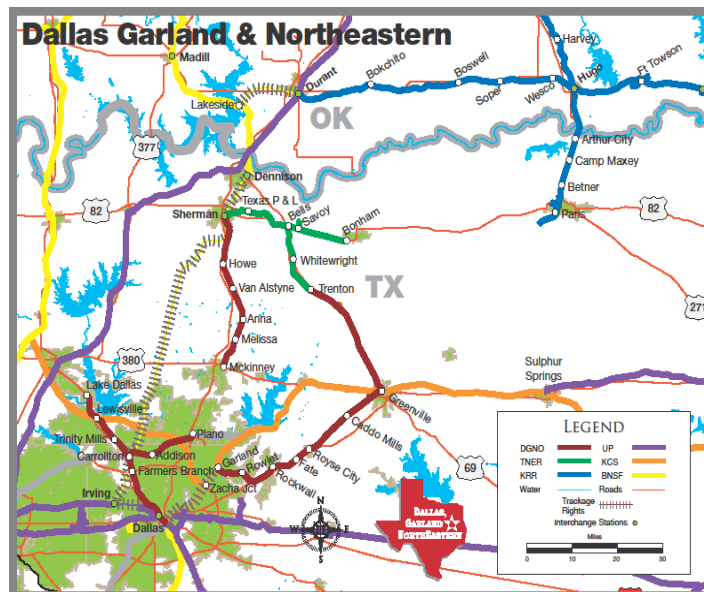 Dallas Garland & Northeastern
Harvey
Madill
Durant
Bokchito
Boswell
Soper
Wesco
Hugo
Ft Towson
Lakeside
OK
377
Arthur City
Camp Maxey
Dennison
Betner
82
Sherman
Texas P & L
Bells
Savoy
Bonham
Paris
82
Whitewright
TX
Howe
Van Alstyne
Trenton
271
Anna
Melissa
380
Mckinney
Sulphur
Springs
Lake Dallas
Lewisville
Greenville
Trinity Mills
Plano
Caddo Mills
Carrollton
Addison
Garland
Rowlet
Royse City
Fate
Rockwall
Farmers Branch
Zacha Jct
69
Irving
Dallas
N
W
E
S
Dallas,
Garland
Northeastern
Legend
DGNO
UP
TNER
KCS
KRR
BNSF
Water
Roads
Trackage
Rights
Interchange Stations
Miles
0
10
20
30